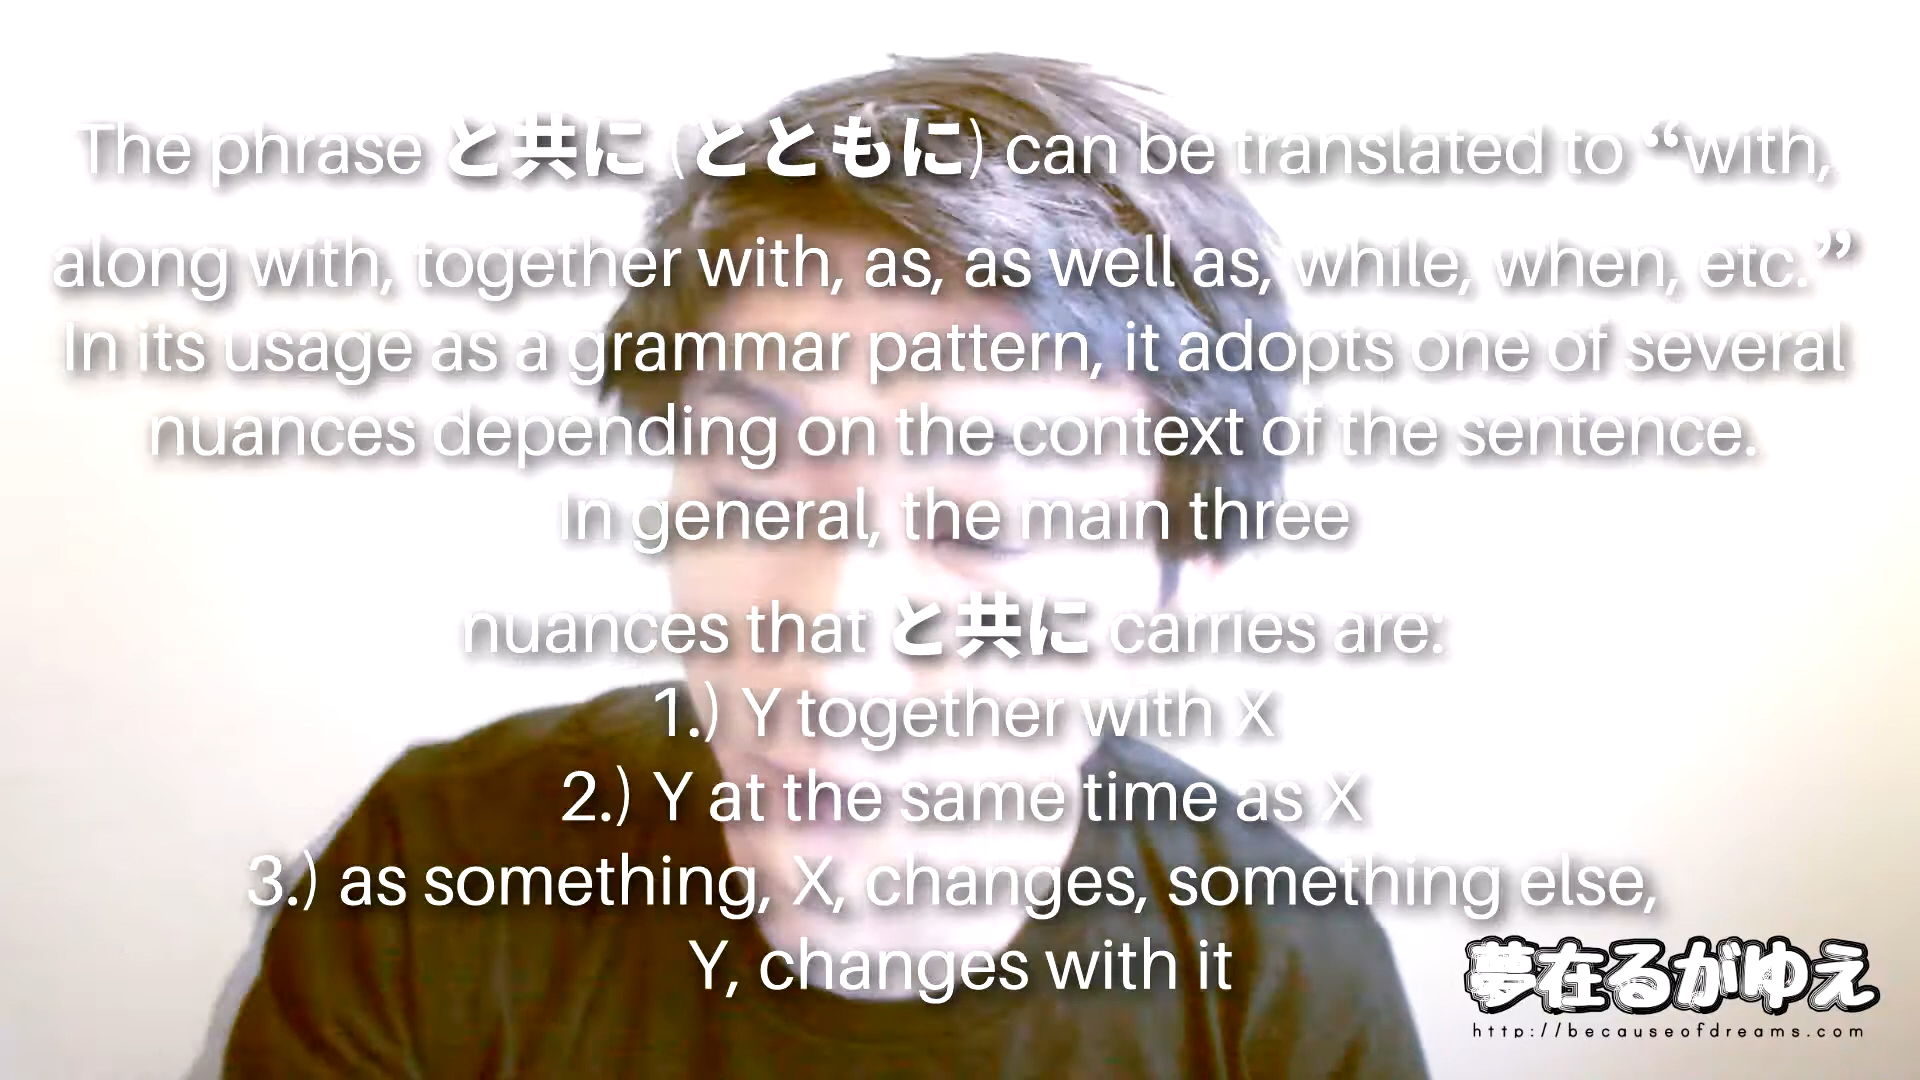 The phrase と共に (とともに) can be translated to “with,
along with, together with, as, as well as, while, when, etc.”
In its usage as a grammar pattern, it adopts one of several
nuances depending on the context of the sentence.
In general, the main three
nuances that と共に carries are:
1.) Y together with X
2.) Y at the same time as X
3.) as something, X, changes, something else,
Y, changes with it
夢在るがゆえ
http://becauseofdreams.com